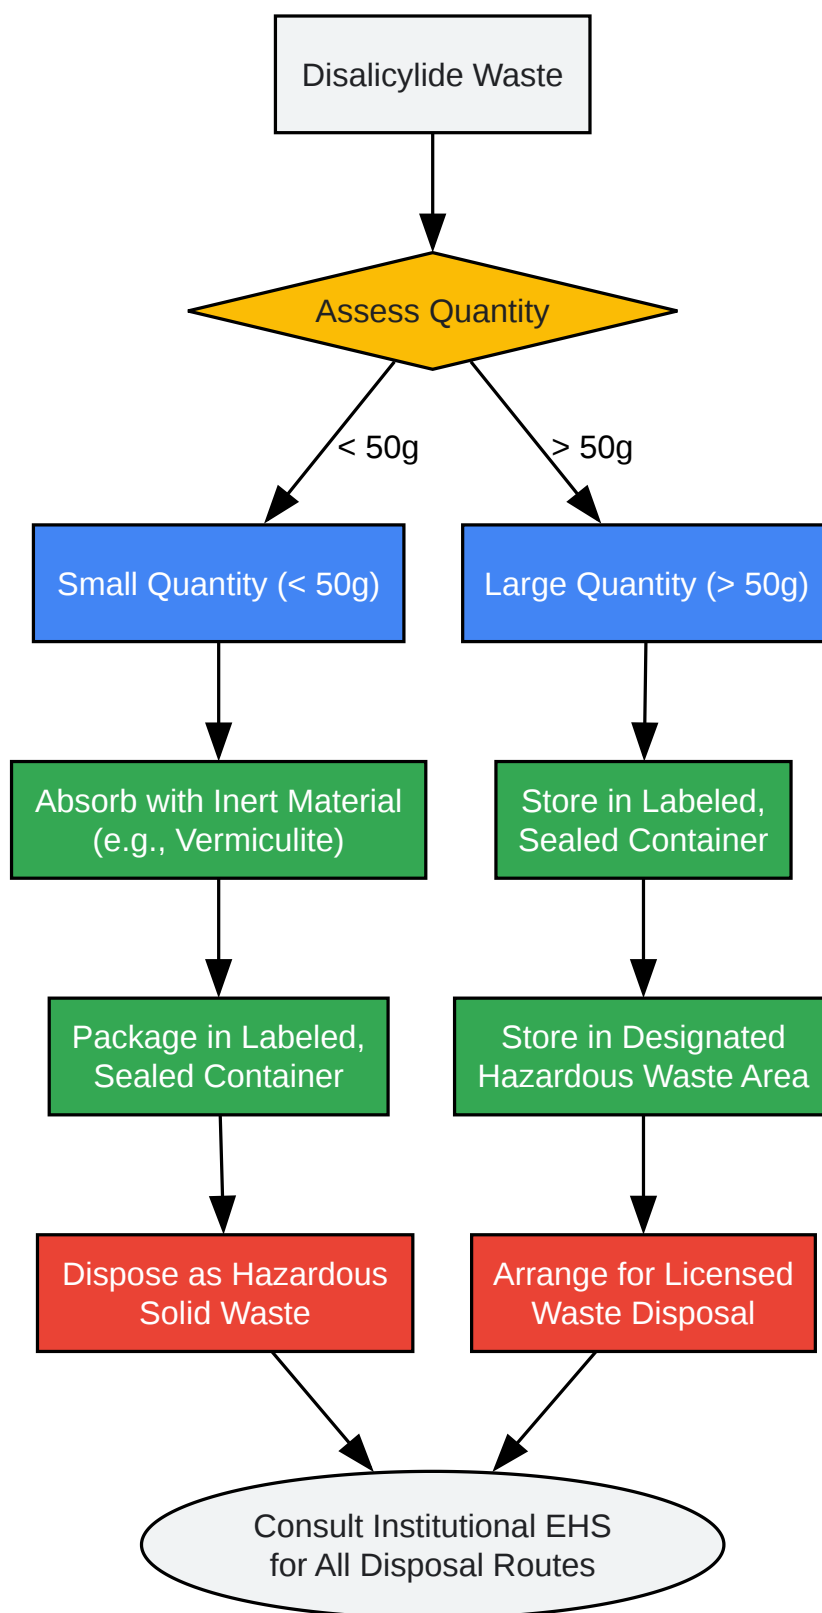 Disalicylide Waste
Assess Quantity
< 50g
> 50g
Small Quantity (< 50g)
Large Quantity (> 50g)
Absorb with Inert Material
(e.g., Vermiculite)
Store in Labeled,
Sealed Container
Package in Labeled,
Sealed Container
Store in Designated
Hazardous Waste Area
Dispose as Hazardous
Solid Waste
Arrange for Licensed
Waste Disposal
Consult Institutional EHS
for All Disposal Routes